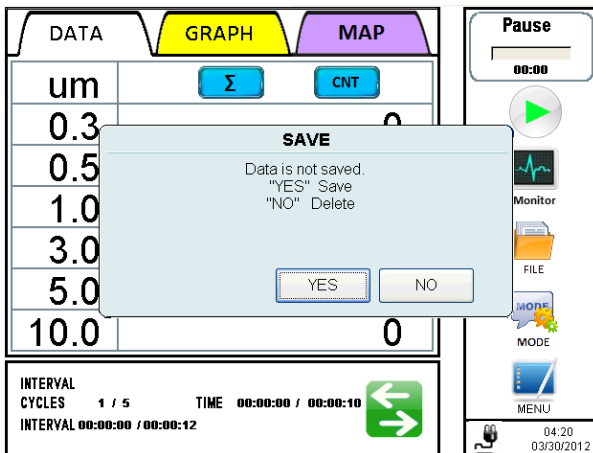 DATA GRAPH MAP
um Σ CNT
0.3 0
0.5
1.0
3.0
5.0
10.0 0
SAVE
Data is not saved.
"YES" Save
"NO" Delete
YES NO
INTERVAL
CYCLES 1 / 5 TIME 00:00:00 / 00:00:10
INTERVAL 00:00:00 / 00:00:12
Pause
00:00
Monitor
FILE
MODE
MODE
MENU
04:20
03/30/2012